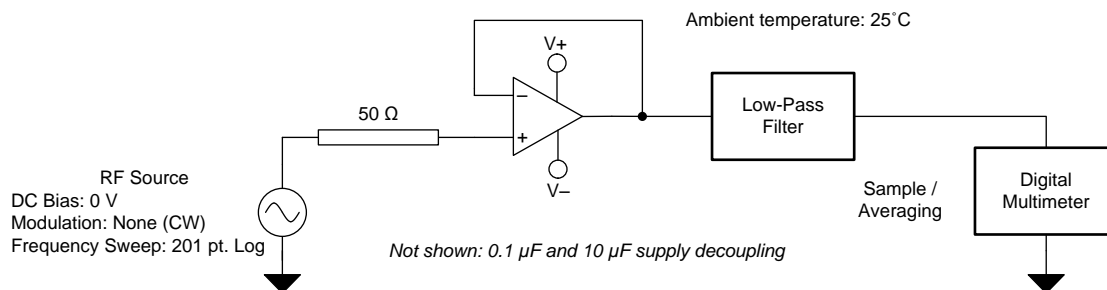 Ambient temperature: 25˚C
V+
−
+
V−
50 Ω
Low-Pass
Filter
RF Source
DC Bias: 0 V
Modulation: None (CW)
Frequency Sweep: 201 pt. Log
Sample /
Averaging
Digital
Multimeter
Not shown: 0.1 µF and 10 µF supply decoupling